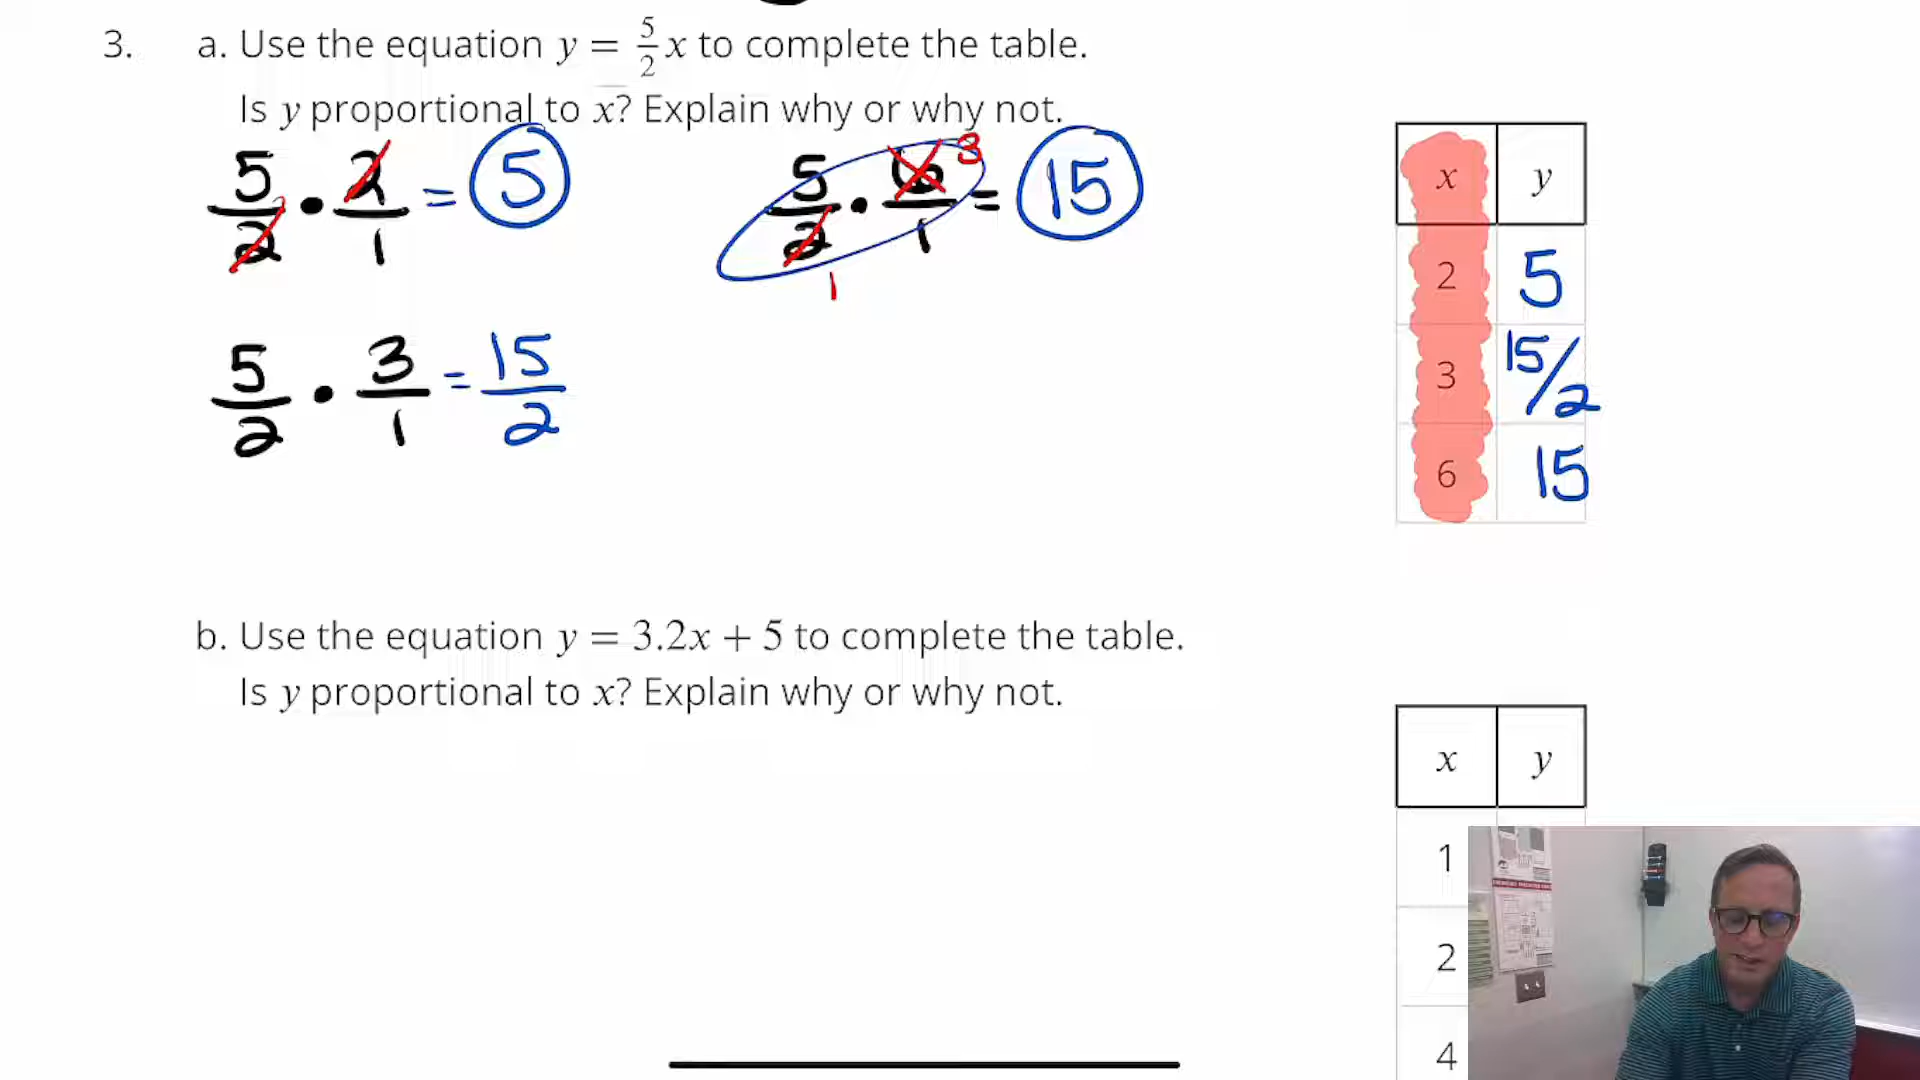 3. a. Use the equation y = 5/2 x to complete the table.
Is y proportional to x? Explain why or why not.
5/2 • 2/1 = 5
5/2 • 6/1 = 15
3
1
5/2 • 3/1 = 15/2
x y
2 5
3 15/2
6 15
b. Use the equation y = 3.2x + 5 to complete the table.
Is y proportional to x? Explain why or why not.
x y
1
2
4